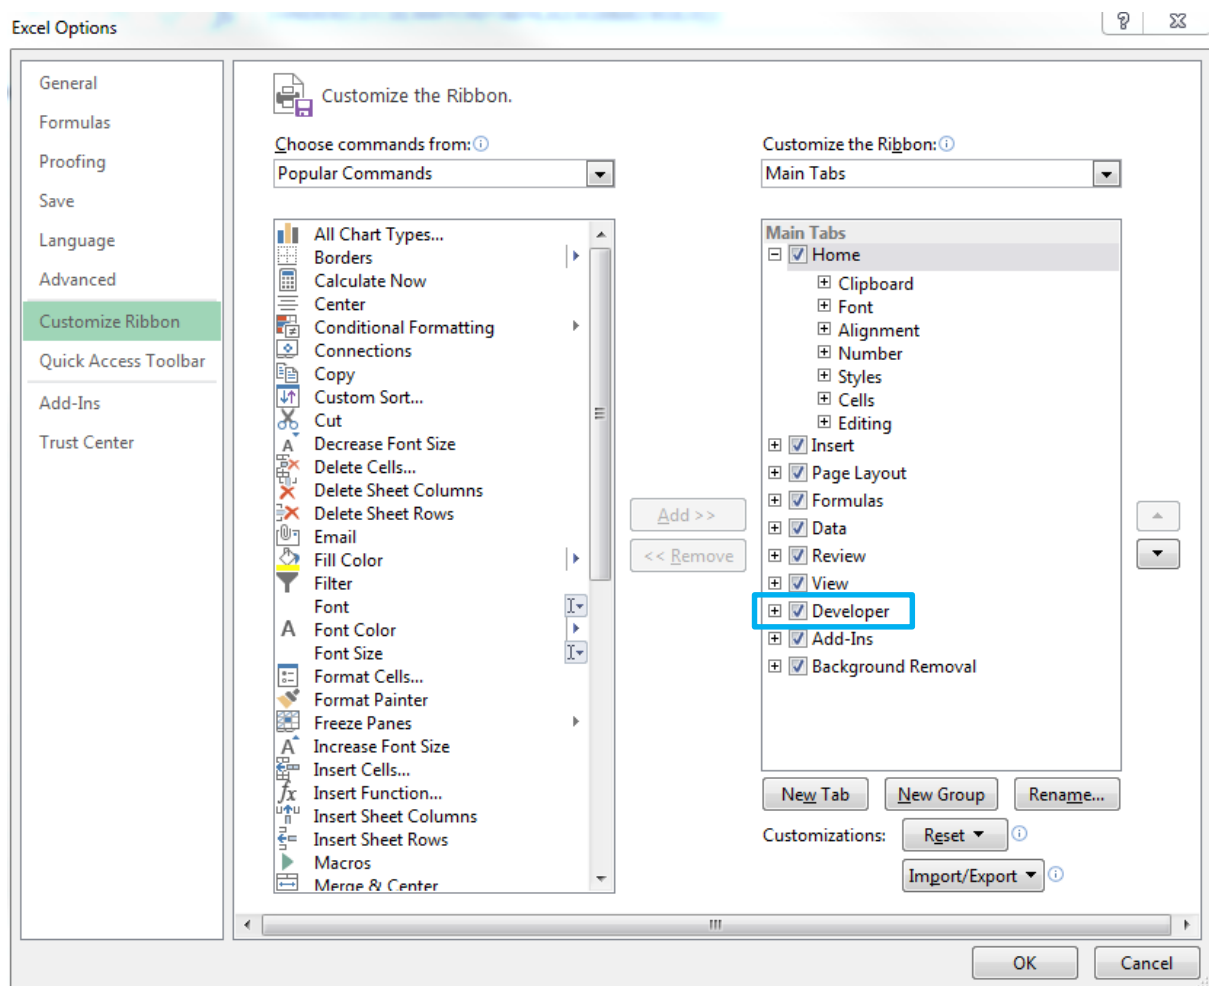 Excel Options
General
Formulas
Proofing
Save
Language
Advanced
Customize Ribbon
Quick Access Toolbar
Add-Ins
Trust Center
Customize the Ribbon.
Choose commands from:
Popular Commands
All Chart Types...
Borders
Calculate Now
Center
Conditional Formatting
Connections
Copy
Custom Sort...
Cut
Decrease Font Size
Delete Cells...
Delete Sheet Columns
Delete Sheet Rows
Email
Fill Color
Filter
Font
Font Color
Font Size
Format Cells...
Format Painter
Freeze Panes
Increase Font Size
Insert Cells...
Insert Function...
Insert Sheet Columns
Insert Sheet Rows
Macros
Merge & Center
Add >>
<< Remove
Customize the Ribbon:
Main Tabs
Main Tabs
Home
Clipboard
Font
Alignment
Number
Styles
Cells
Editing
Insert
Page Layout
Formulas
Data
Review
View
Developer
Add-Ins
Background Removal
New Tab
New Group
Rename...
Customizations:
Reset
Import/Export
OK
Cancel